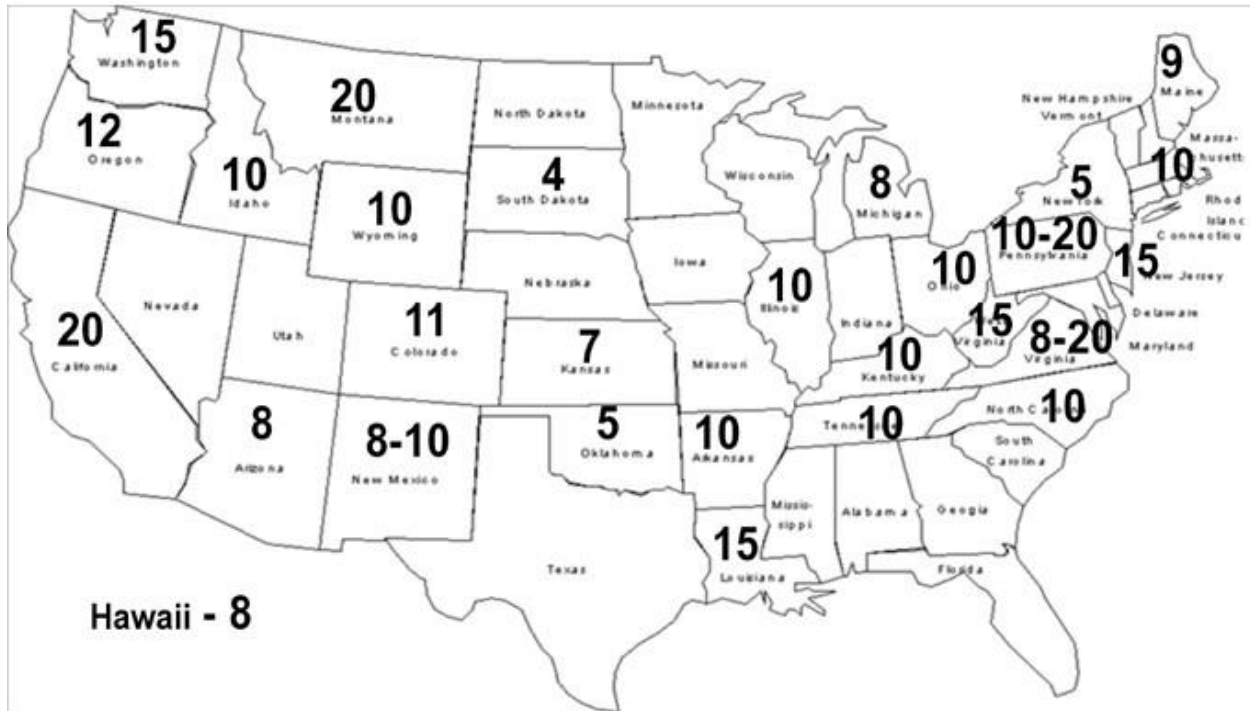 15
Washington
20
Montana
North Dakota
Minnesota
9
Maine
New Hampshire
Vermont
Massa-
chusetts
10
12
Oregon
10
Idaho
10
Wyoming
4
South Dakota
Wisconsin
8
Michigan
5
New York
Rhod
Island
Connecticu
10-20
Pennsylvania
15
New Jersey
Iowa
Nebraska
10
Illinois
Indiana
10
Ohio
Delaware
Maryland
Nevada
Utah
11
Colorado
20
California
7
Kansas
Missouri
10
Kentucky
15
Virginia
8-20
Virginia
8
Arizona
8-10
New Mexico
5
Oklahoma
10
Arkansas
10
10
South
Carolina
Missis-
sippi
Alabama
Georgia
Texas
15
Louisiana
Florida
Hawaii - 8